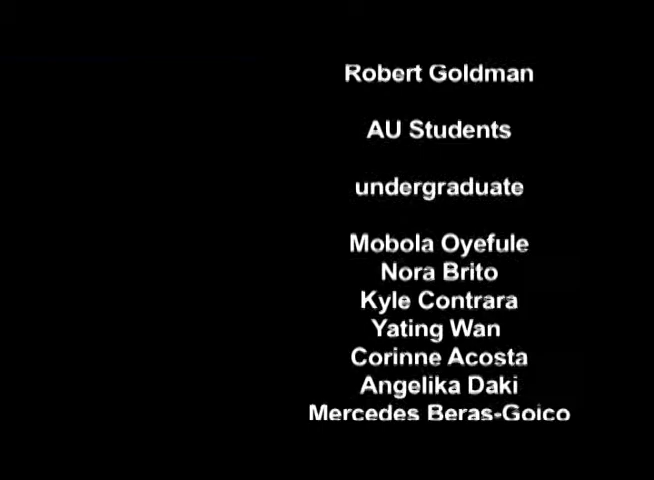 Robert Goldman
AU Students
undergraduate
Mobola Oyefule
Nora Brito
Kyle Contrara
Yating Wan
Corinne Acosta
Angelika Daki
Mercedes Beras-Goico